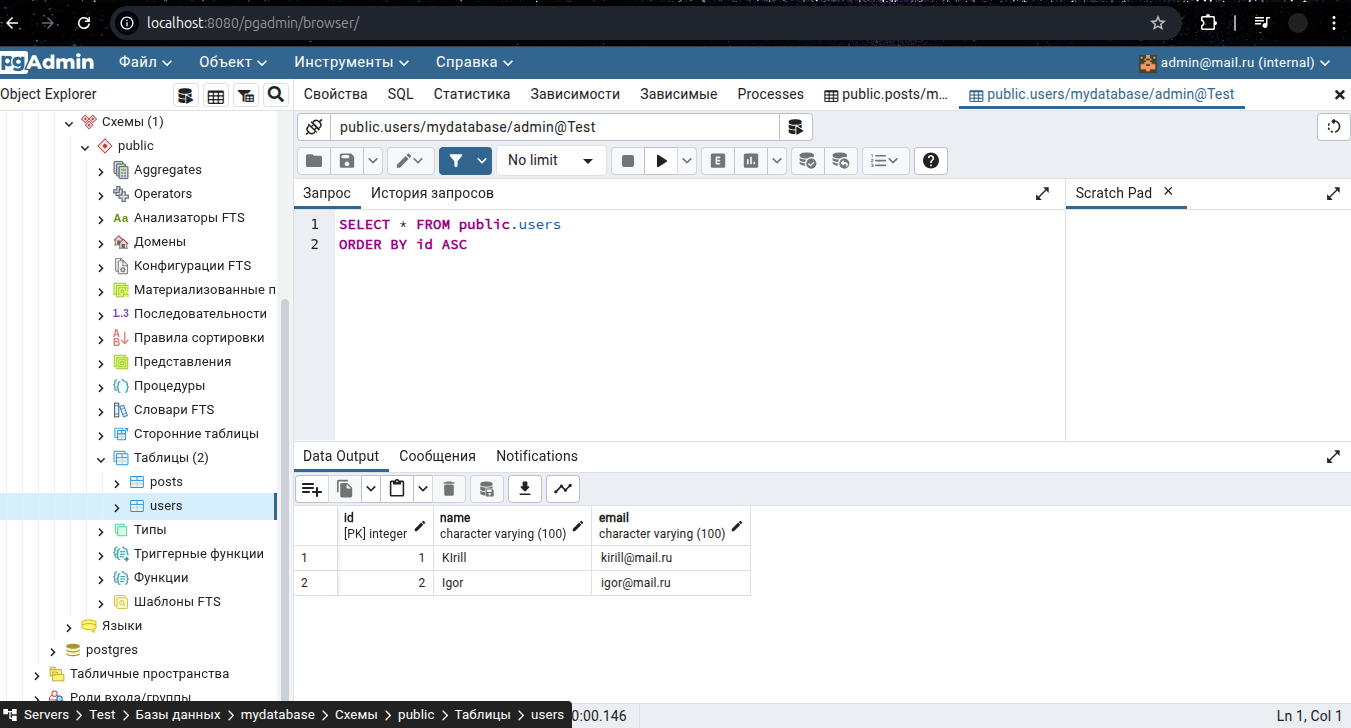 localhost:8080/pgadmin/browser/
pgAdmin Файл Объект Инструменты Справка admin@mail.ru (internal)
Object Explorer
Свойства SQL Статистика Зависимости Зависимые Processes public.posts/m... public.users/mydatabase/admin@Test
Схемы (1)
public
Aggregates
Operators
Aa Анализаторы FTS
Домены
Конфигурации FTS
Материализованные п
1..3 Последовательности
Правила сортировки
Представления
Процедуры
Словари FTS
Сторонние таблицы
Таблицы (2)
posts
users
Типы
Триггерные функции
Функции
Шаблоны FTS
Языки
postgres
Табличные пространства
Роли входа/группы
public.users/mydatabase/admin@Test
No limit E
Запрос История запросов Scratch Pad
1 SELECT * FROM public.users
2 ORDER BY id ASC
Data Output Сообщения Notifications
id name email
[PK] integer character varying (100) character varying (100)
1 1 KIrill kirill@mail.ru
2 2 Igor igor@mail.ru
Servers Test Базы данных mydatabase Схемы public Таблицы users 0:00.146 Ln 1, Col 1